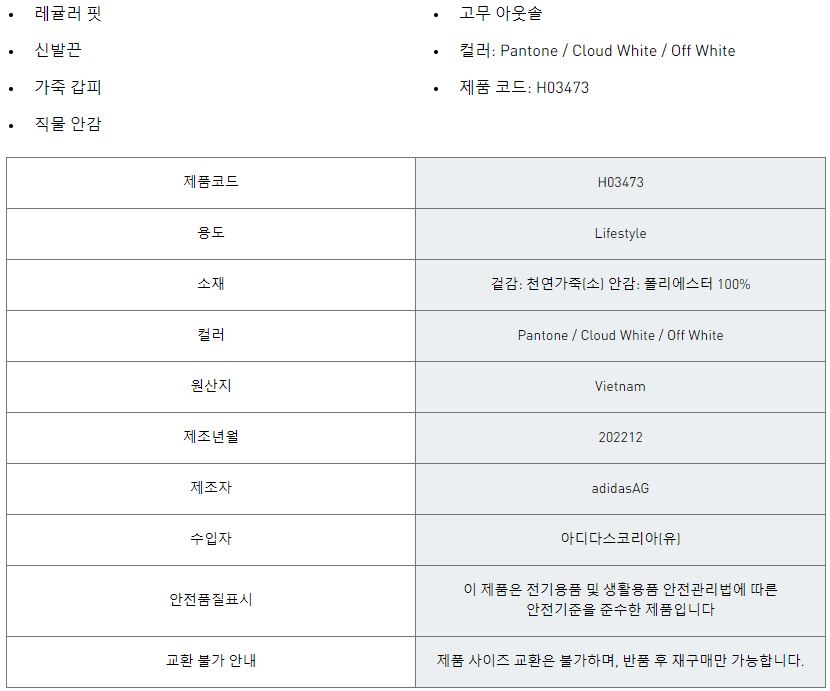 레귤러 핏
신발끈
가죽 갑피
직물 안감
고무 아웃솔
컬러: Pantone / Cloud White / Off White
제품 코드: H03473
제품코드
H03473
용도
Lifestyle
소재
겉감: 천연가죽(소) 안감: 폴리에스터 100%
컬러
Pantone / Cloud White / Off White
원산지
Vietnam
제조년월
202212
제조자
adidasAG
수입자
아디다스코리아(유)
안전품질표시
이 제품은 전기용품 및 생활용품 안전관리법에 따른
안전기준을 준수한 제품입니다
교환 불가 안내
제품 사이즈 교환은 불가하며, 반품 후 재구매만 가능합니다.